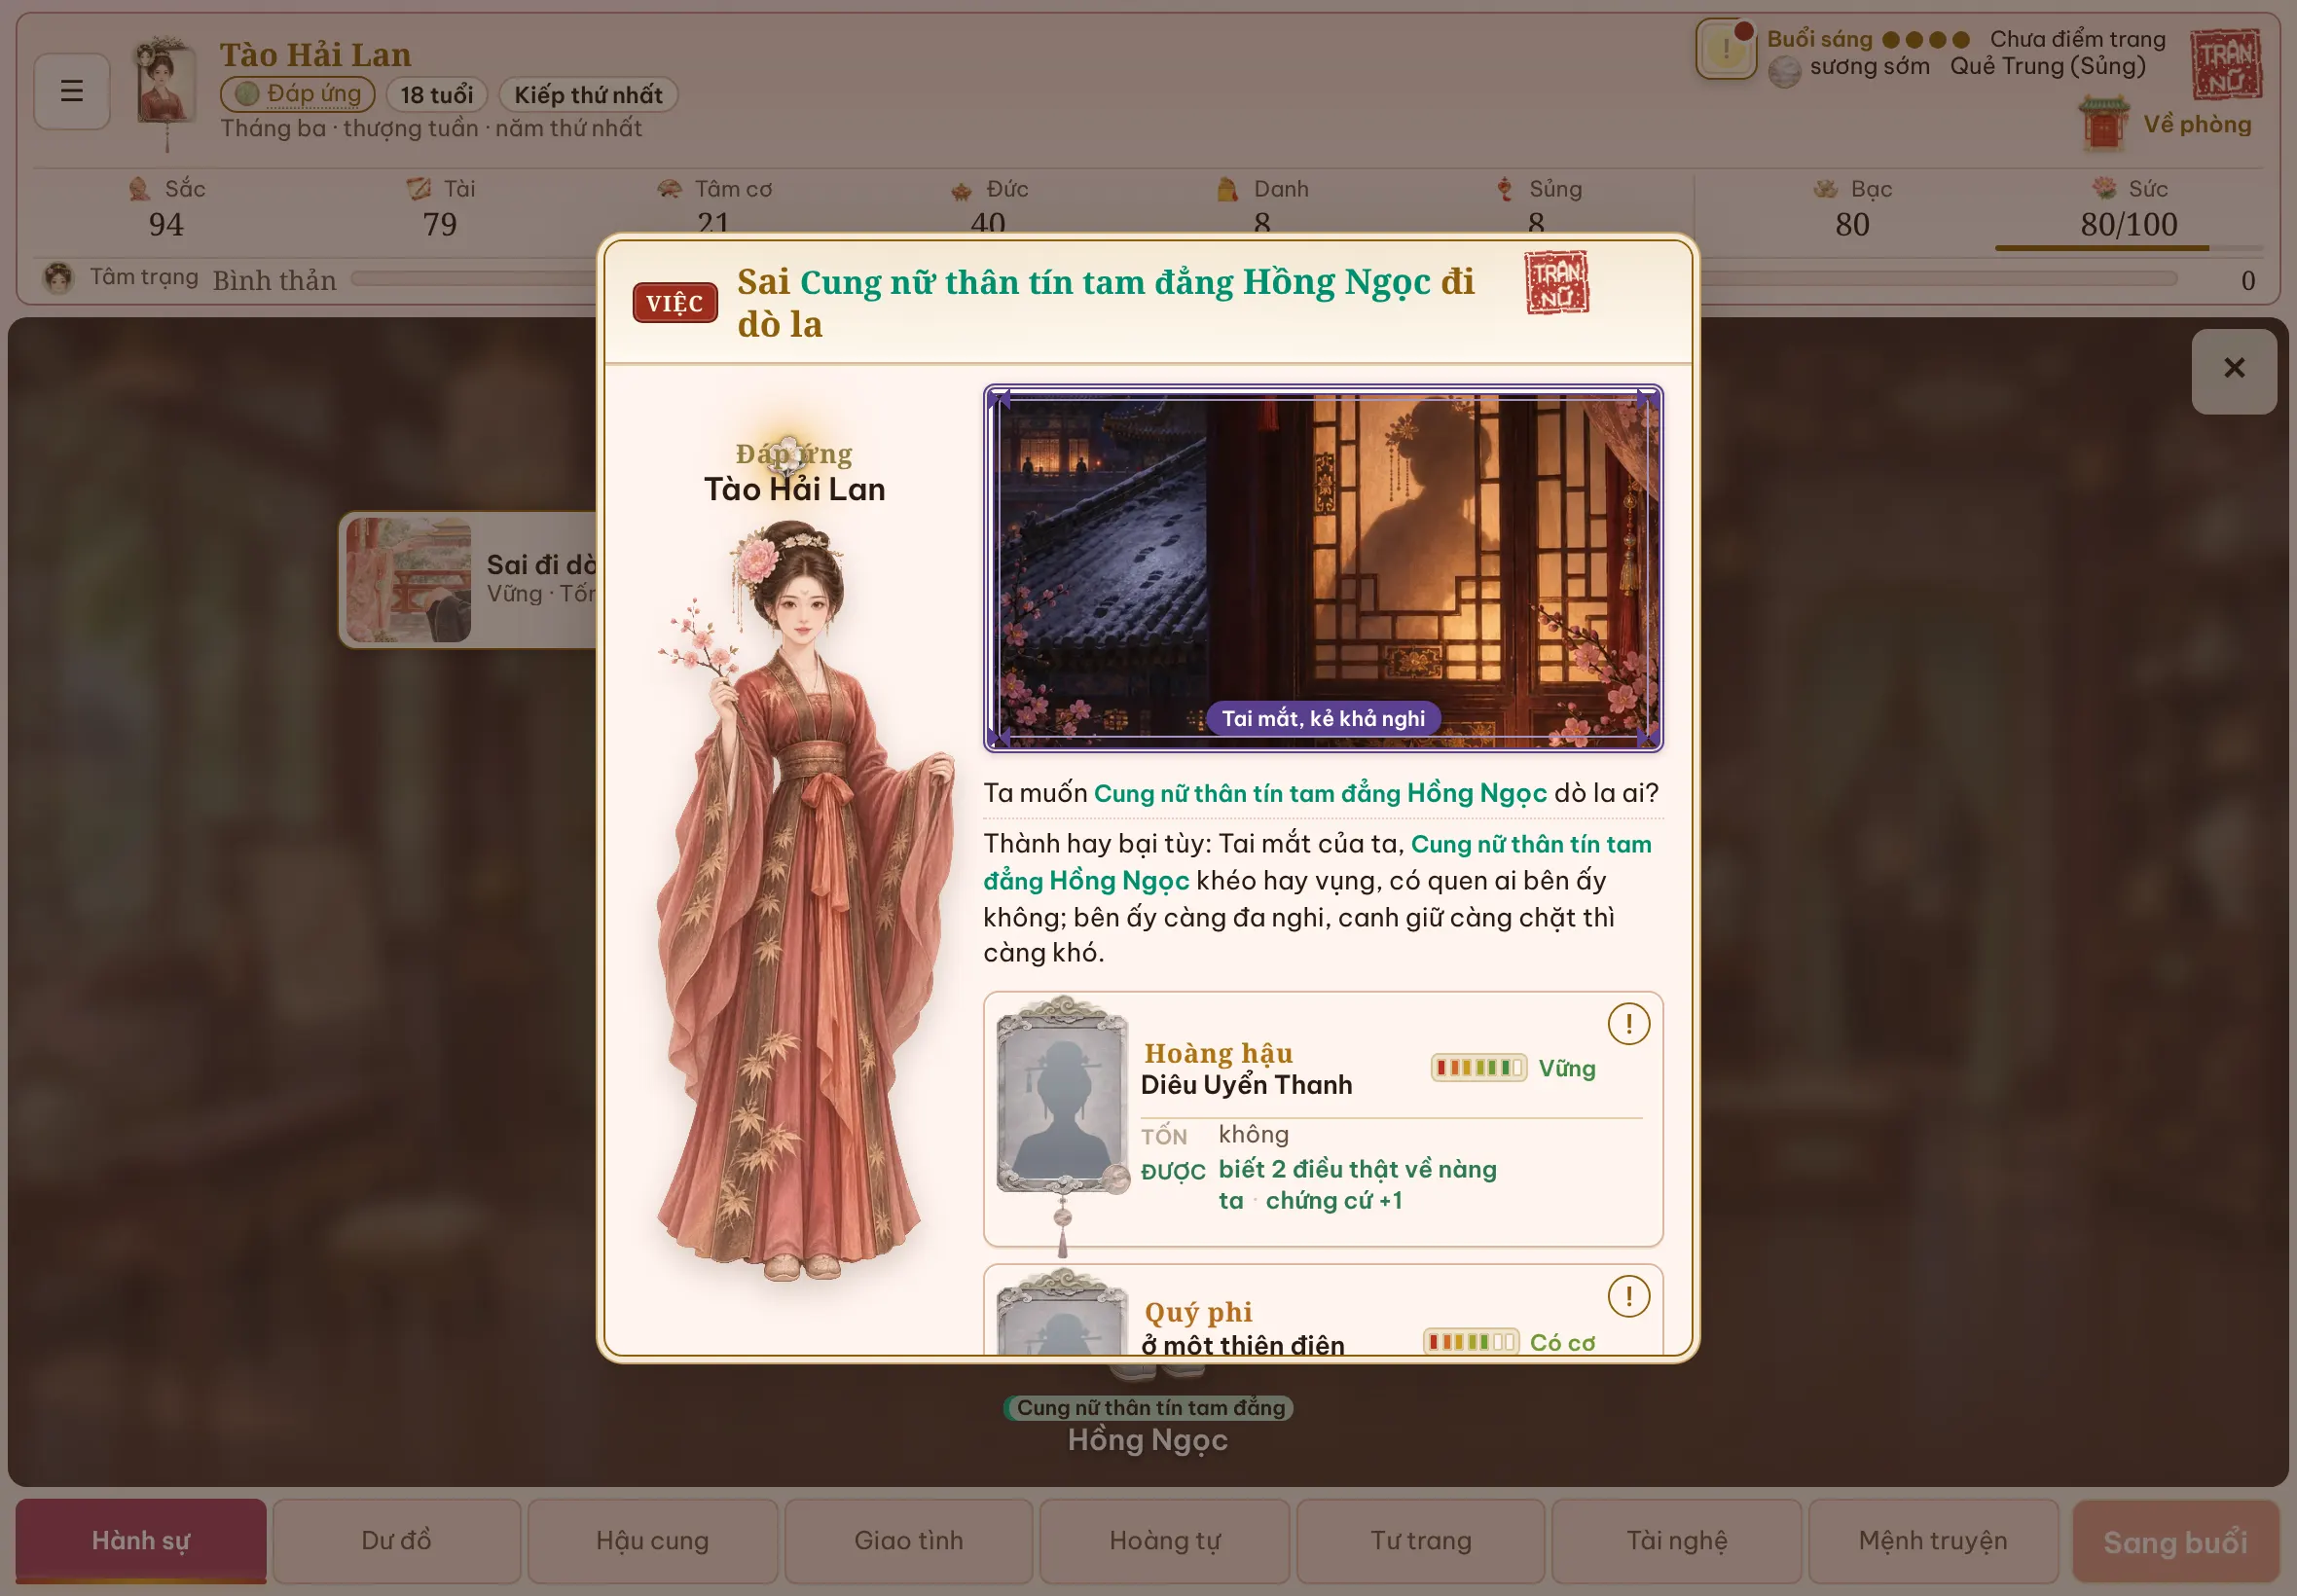 ☰
Tào Hải Lan
Đáp ứng
18 tuổi
Kiếp thứ nhất
Tháng ba · thượng tuần · năm thứ nhất
!
Buổi sáng
Chưa điểm trang
sương sớm
Quẻ Trung (Sủng)
TRÂN
NỮ
Về phòng
Sắc
94
Tài
79
Tâm cơ
21
Đức
40
Danh
8
Sủng
8
Bạc
80
Sức
80/100
Tâm trạng
Bình thản
0
VIỆC
Sai Cung nữ thân tín tam đẳng Hồng Ngọc đi
dò la
TRÂN
NỮ
✕
Sai đi dò
Vững · Tốn
Đáp ứng
Tào Hải Lan
Tai mắt, kẻ khả nghi
Ta muốn Cung nữ thân tín tam đẳng Hồng Ngọc dò la ai?
Thành hay bại tùy: Tai mắt của ta, Cung nữ thân tín tam
đẳng Hồng Ngọc khéo hay vụng, có quen ai bên ấy
không; bên ấy càng đa nghi, canh giữ càng chặt thì
càng khó.
!
Hoàng hậu
Diêu Uyển Thanh
Vững
TỐN không
ĐƯỢC biết 2 điều thật về nàng
ta · chứng cứ +1
!
Quý phi
ở một thiên điện
Có cơ
Cung nữ thân tín tam đẳng
Hồng Ngọc
Hành sự
Dư đồ
Hậu cung
Giao tình
Hoàng tự
Tư trang
Tài nghệ
Mệnh truyện
Sang buổi